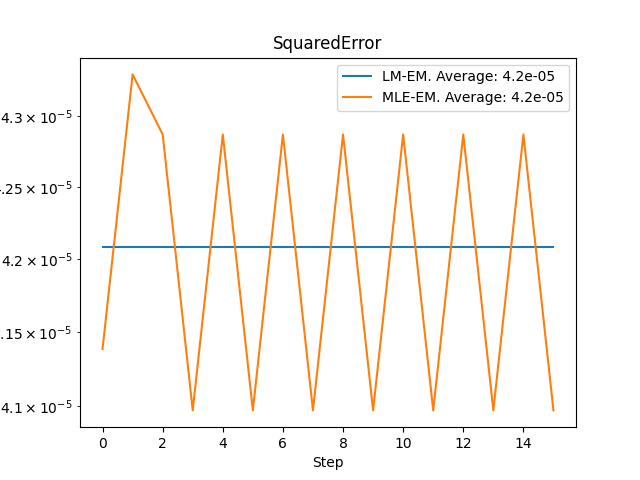 SquaredError
LM-EM. Average: 4.2e-05
MLE-EM. Average: 4.2e-05
4.3 × 10⁻⁵
.25 × 10⁻⁵
4.2 × 10⁻⁵
.15 × 10⁻⁵
4.1 × 10⁻⁵
0 2 4 6 8 10 12 14
Step